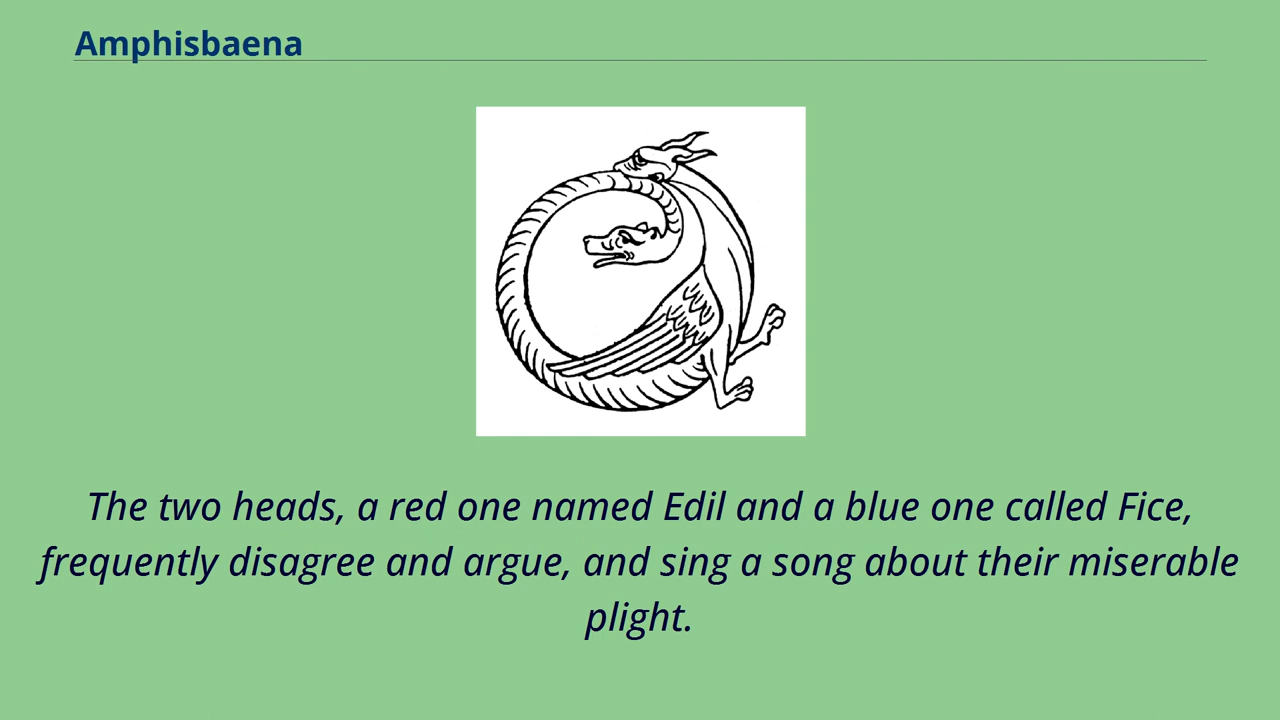 Amphisbaena
The two heads, a red one named Edil and a blue one called Fice,
frequently disagree and argue, and sing a song about their miserable
plight.